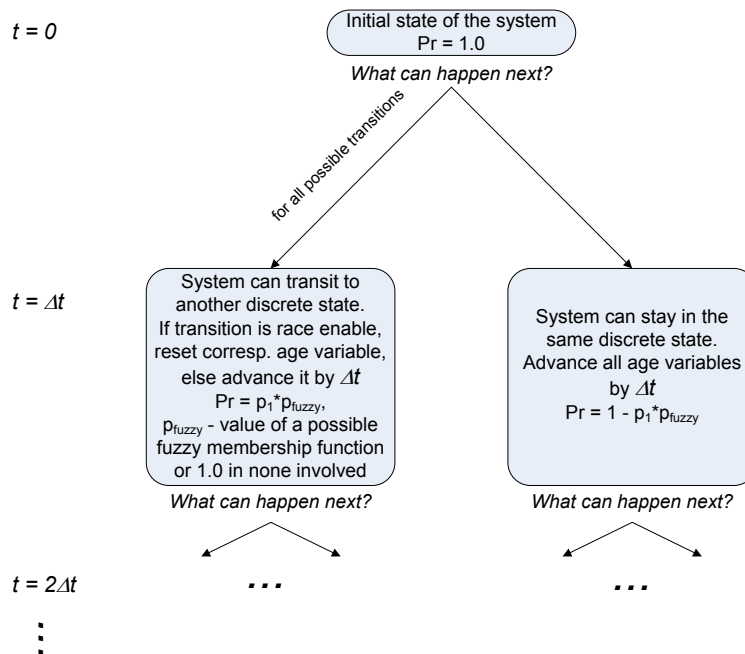 t = 0
Initial state of the system
Pr = 1.0
What can happen next?
for all possible transitions
t = Δt
System can transit to
another discrete state.
If transition is race enable,
reset corresp. age variable,
else advance it by Δt
Pr = p₁*p_fuzzy,
p_fuzzy - value of a possible
fuzzy membership function
or 1.0 in none involved
System can stay in the
same discrete state.
Advance all age variables
by Δt
Pr = 1 - p₁*p_fuzzy
What can happen next?
What can happen next?
t = 2Δt
...
...
⋮